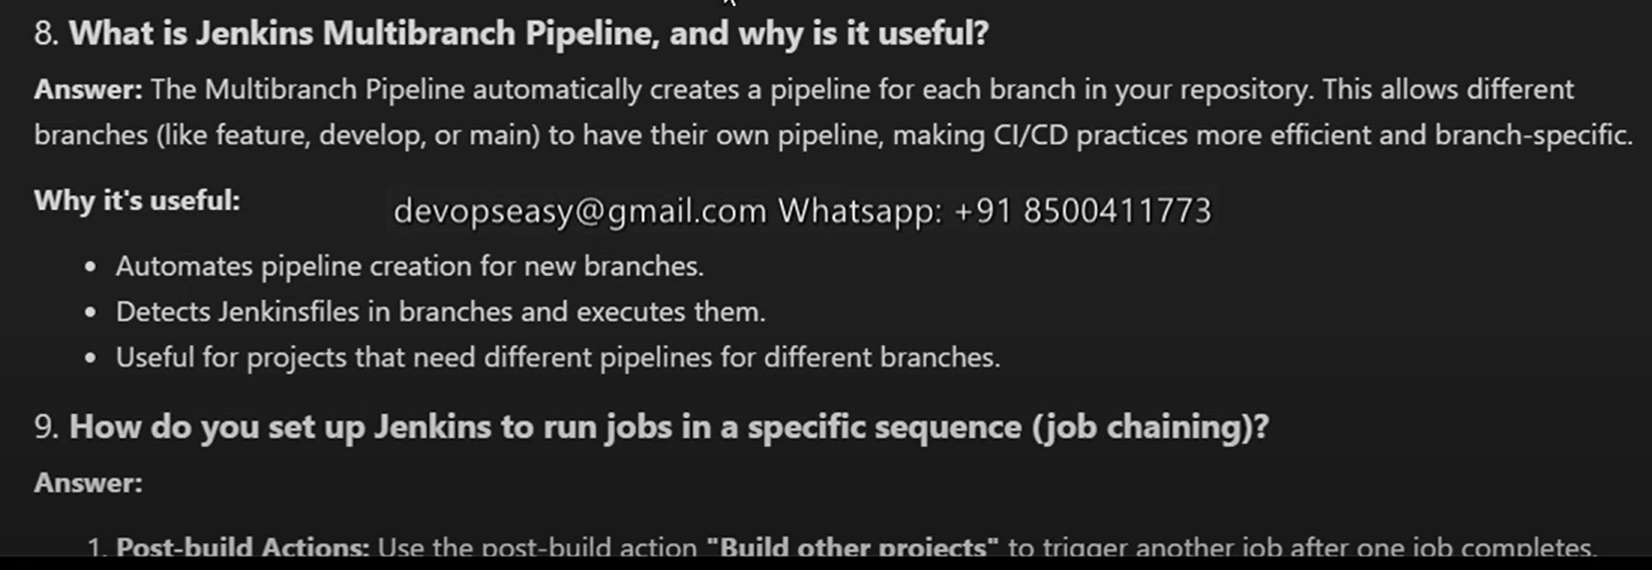 8. What is Jenkins Multibranch Pipeline, and why is it useful?
Answer: The Multibranch Pipeline automatically creates a pipeline for each branch in your repository. This allows different
branches (like feature, develop, or main) to have their own pipeline, making CI/CD practices more efficient and branch-specific.
Why it's useful:
devopseasy@gmail.com Whatsapp: +91 8500411773
• Automates pipeline creation for new branches.
• Detects Jenkinsfiles in branches and executes them.
• Useful for projects that need different pipelines for different branches.
9. How do you set up Jenkins to run jobs in a specific sequence (job chaining)?
Answer:
1. Post-build Actions: Use the post-build action "Build other projects" to trigger another job after one job completes.